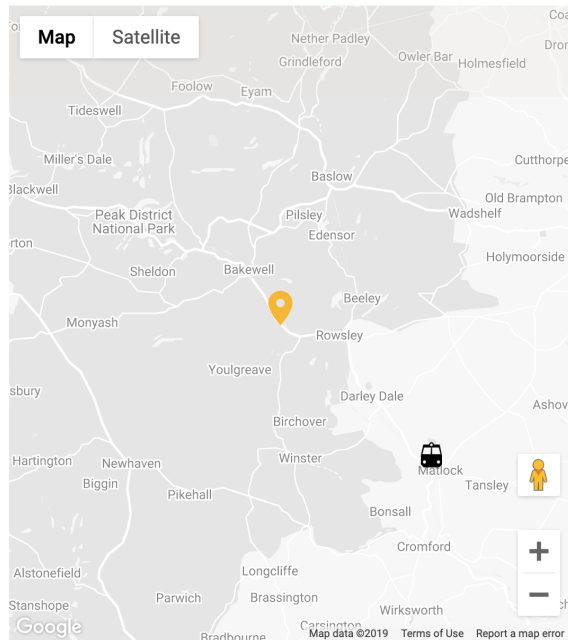 Map
Satellite
Nether Padley
Grindleford
Owler Bar
Holmesfield
Foolow
Eyam
Tideswell
Miller's Dale
Cutthorpe
Baslow
Blackwell
Old Brampton
Peak District
National Park
Pilsley
Wadshelf
Edensor
Holymoorside
Sheldon
Bakewell
Beeley
Monyash
Rowsley
Youlgreave
sbury
Darley Dale
Ashov
Birchover
Hartington
Newhaven
Winster
Matlock
Biggin
Tansley
Pikehall
Bonsall
Cromford
Alstonefield
Longcliffe
Stanshope
Parwich
Brassington
Wirksworth
Google
Bradbourne
Carsington
Map data ©2019
Terms of Use
Report a map error